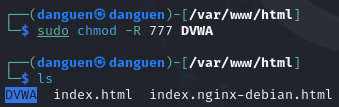 ┌──(danguen㉿danguen)-[/var/www/html]
└─$ sudo chmod -R 777 DVWA
┌──(danguen㉿danguen)-[/var/www/html]
└─$ ls
DVWA index.html index.nginx-debian.html